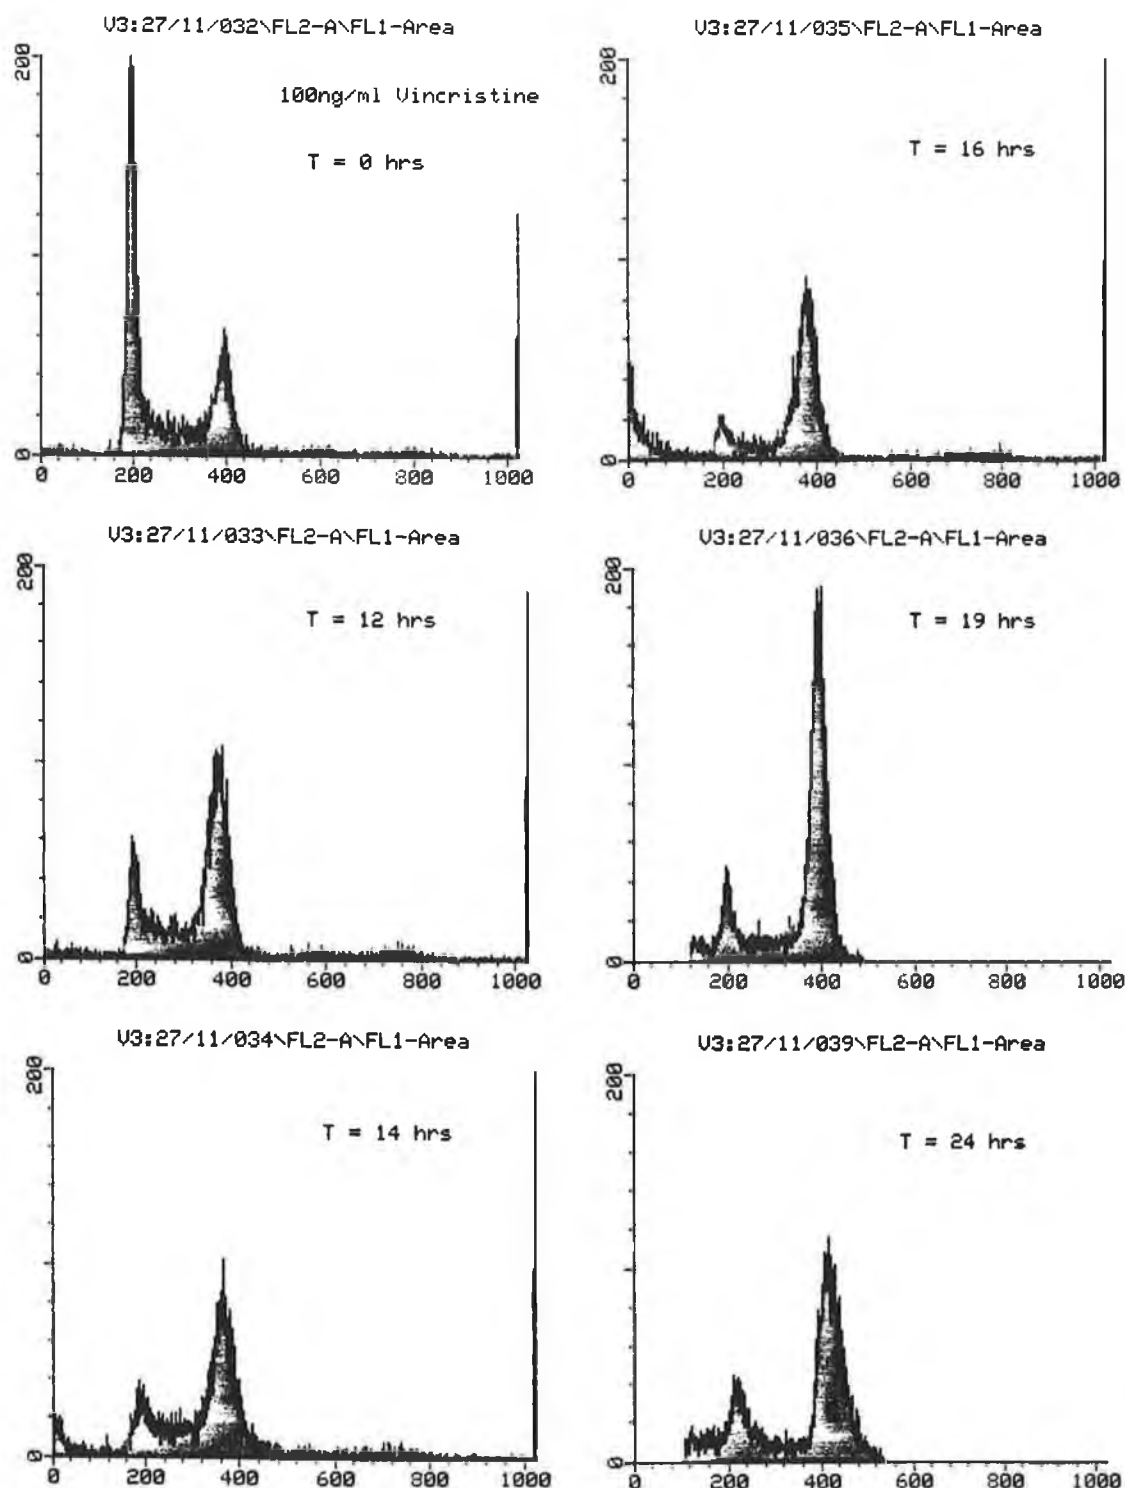 V3:27/11/032\FL2-A\FL1-Area
200
100ng/ml Vincristine
T = 0 hrs
0
0 200 400 600 800 1000
V3:27/11/035\FL2-A\FL1-Area
200
T = 16 hrs
0
0 200 400 600 800 1000
V3:27/11/033\FL2-A\FL1-Area
200
T = 12 hrs
0
0 200 400 600 800 1000
V3:27/11/036\FL2-A\FL1-Area
200
T = 19 hrs
0
0 200 400 600 800 1000
V3:27/11/034\FL2-A\FL1-Area
200
T = 14 hrs
0
0 200 400 600 800 1000
V3:27/11/039\FL2-A\FL1-Area
200
T = 24 hrs
0
0 200 400 600 800 1000